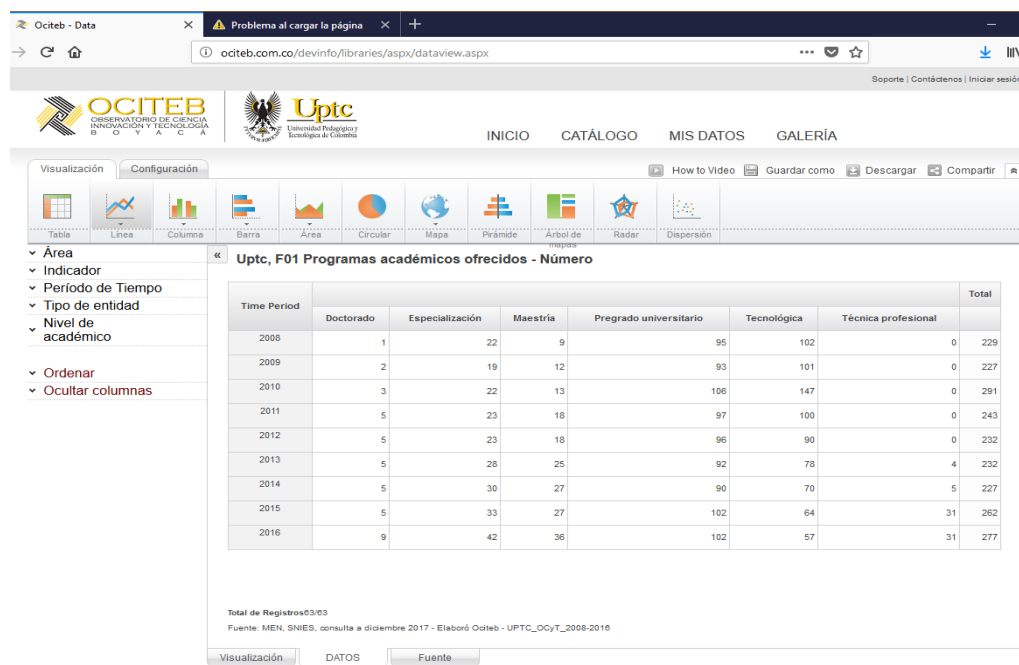 Ociteb - Data
Problema al cargar la página
ociteb.com.co/devinfo/libraries/aspx/dataview.aspx
Soporte | Contáctenos | Iniciar sesión
OCITEB
OBSERVATORIO DE CIENCIA
INNOVACIÓN Y TECNOLOGÍA
B O Y A C Á
Uptc
Universidad Pedagógica y
Tecnológica de Colombia
INICIO CATÁLOGO MIS DATOS GALERÍA
Visualización Configuración
How to Video Guardar como Descargar Compartir
Tabla Línea Columna Barra Área Circular Mapa Pirámide Árbol de mapas Radar Dispersión
Área
Indicador
Período de Tiempo
Tipo de entidad
Nivel de
académico
Ordenar
Ocultar columnas
Uptc, F01 Programas académicos ofrecidos - Número
Time Period Total
Doctorado Especialización Maestría Pregrado universitario Tecnológica Técnica profesional
2008 1 22 9 95 102 0 229
2009 2 19 12 93 101 0 227
2010 3 22 13 106 147 0 291
2011 5 23 18 97 100 0 243
2012 5 23 18 96 90 0 232
2013 5 28 25 92 78 4 232
2014 5 30 27 90 70 5 227
2015 5 33 27 102 64 31 262
2016 9 42 36 102 57 31 277
Total de Registros63/63
Fuente: MEN, SNIES, consulta a diciembre 2017 - Elaboró Ociteb - UPTC_OCyT_2008-2016
Visualización DATOS Fuente